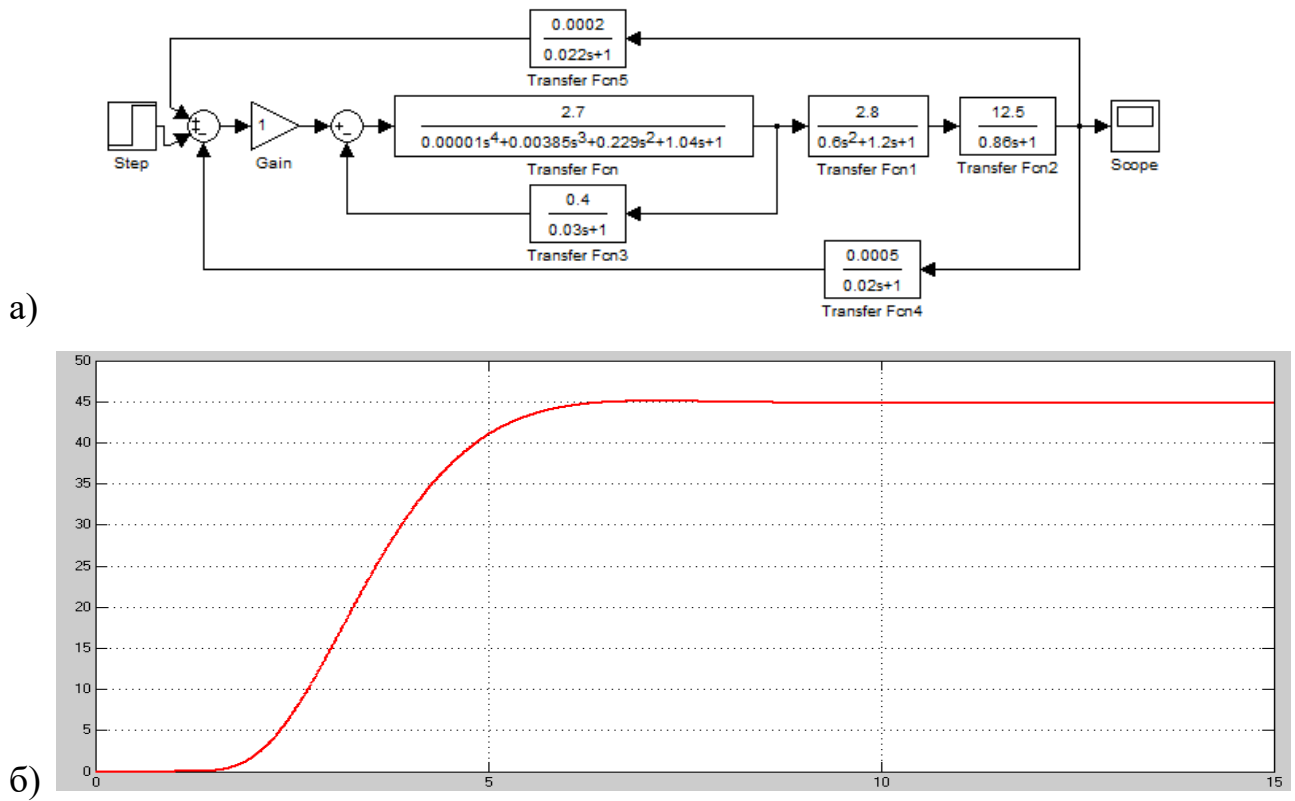 0.0002
0.022s+1
Transfer Fcn5
Step
1
Gain
2.7
0.00001s⁴+0.00385s³+0.229s²+1.04s+1
Transfer Fcn
2.8
0.6s²+1.2s+1
Transfer Fcn1
12.5
0.86s+1
Transfer Fcn2
Scope
0.4
0.03s+1
Transfer Fcn3
0.0005
0.02s+1
Transfer Fcn4
а)
50
45
40
35
30
25
20
15
10
5
0
0 5 10 15
б)